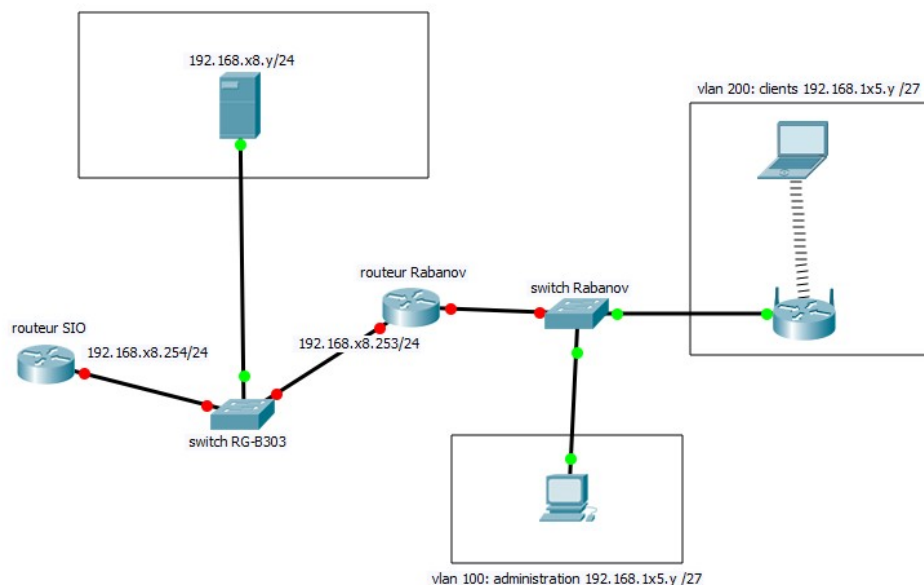 192.168.x8.y/24
vlan 200: clients 192.168.1x5.y /27
routeur Rabanov
switch Rabanov
routeur SIO
192.168.x8.254/24
192.168.x8.253/24
switch RG-B303
vlan 100: administration 192.168.1x5.y /27